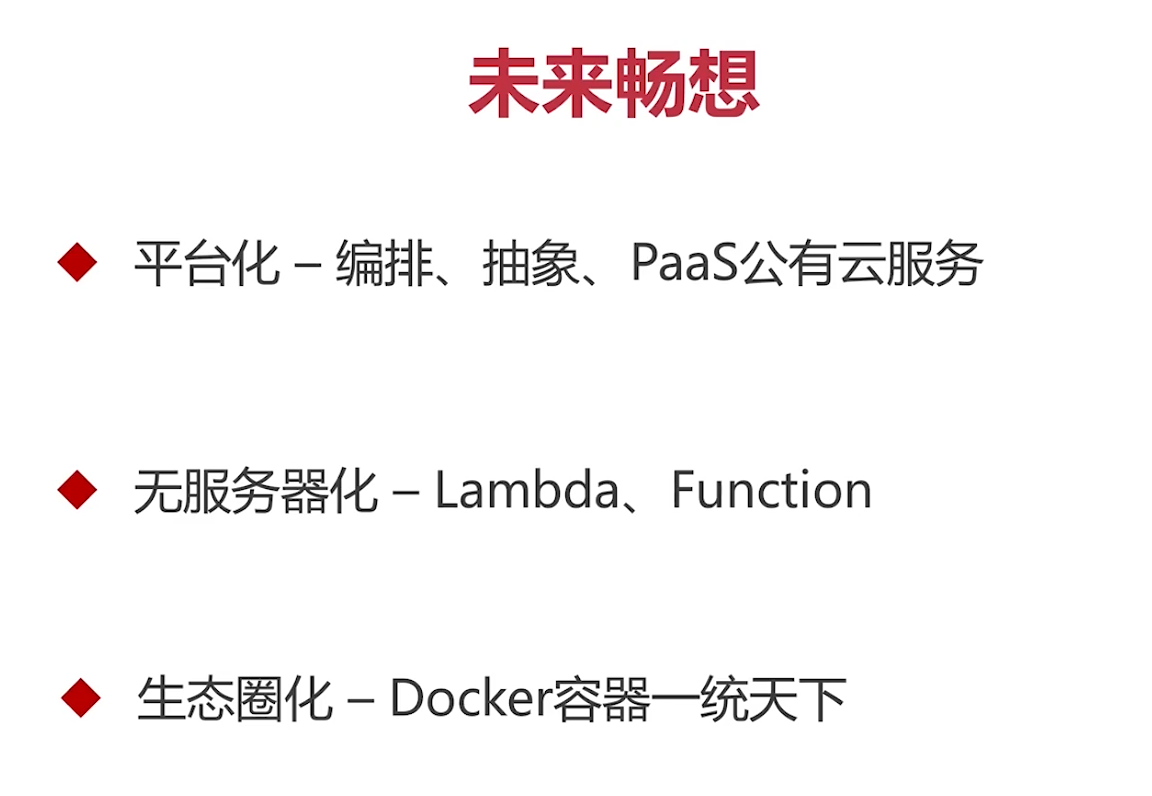 未来畅想
平台化 – 编排、抽象、PaaS公有云服务
无服务器化 – Lambda、Function
生态圈化 – Docker容器一统天下